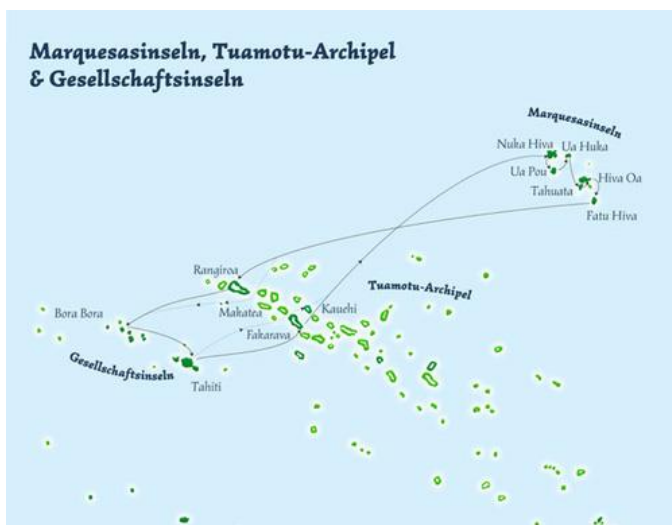 Marquesasinseln, Tuamotu-Archipel
& Gesellschaftsinseln
Marquesasinseln
Nuka Hiva
Ua Huka
Ua Pou
Hiva Oa
Tahuata
Fatu Hiva
Rangiroa
Tuamotu-Archipel
Makatea
Kauehi
Bora Bora
Fakarava
Gesellschaftsinseln
Tahiti